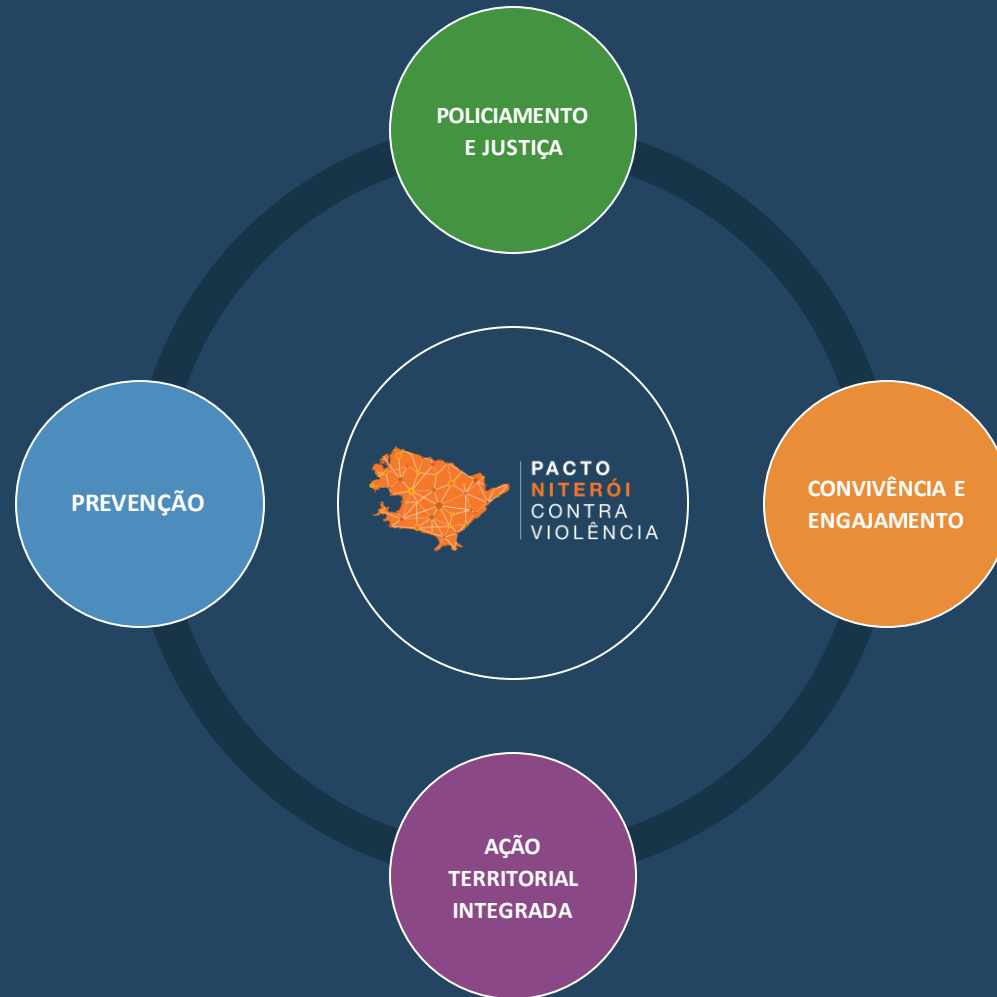 POLICIAMENTO
E JUSTIÇA
PREVENÇÃO
PACTO
NITERÓI
CONTRA
VIOLÊNCIA
CONVIVÊNCIA E
ENGAJAMENTO
AÇÃO
TERRITORIAL
INTEGRADA